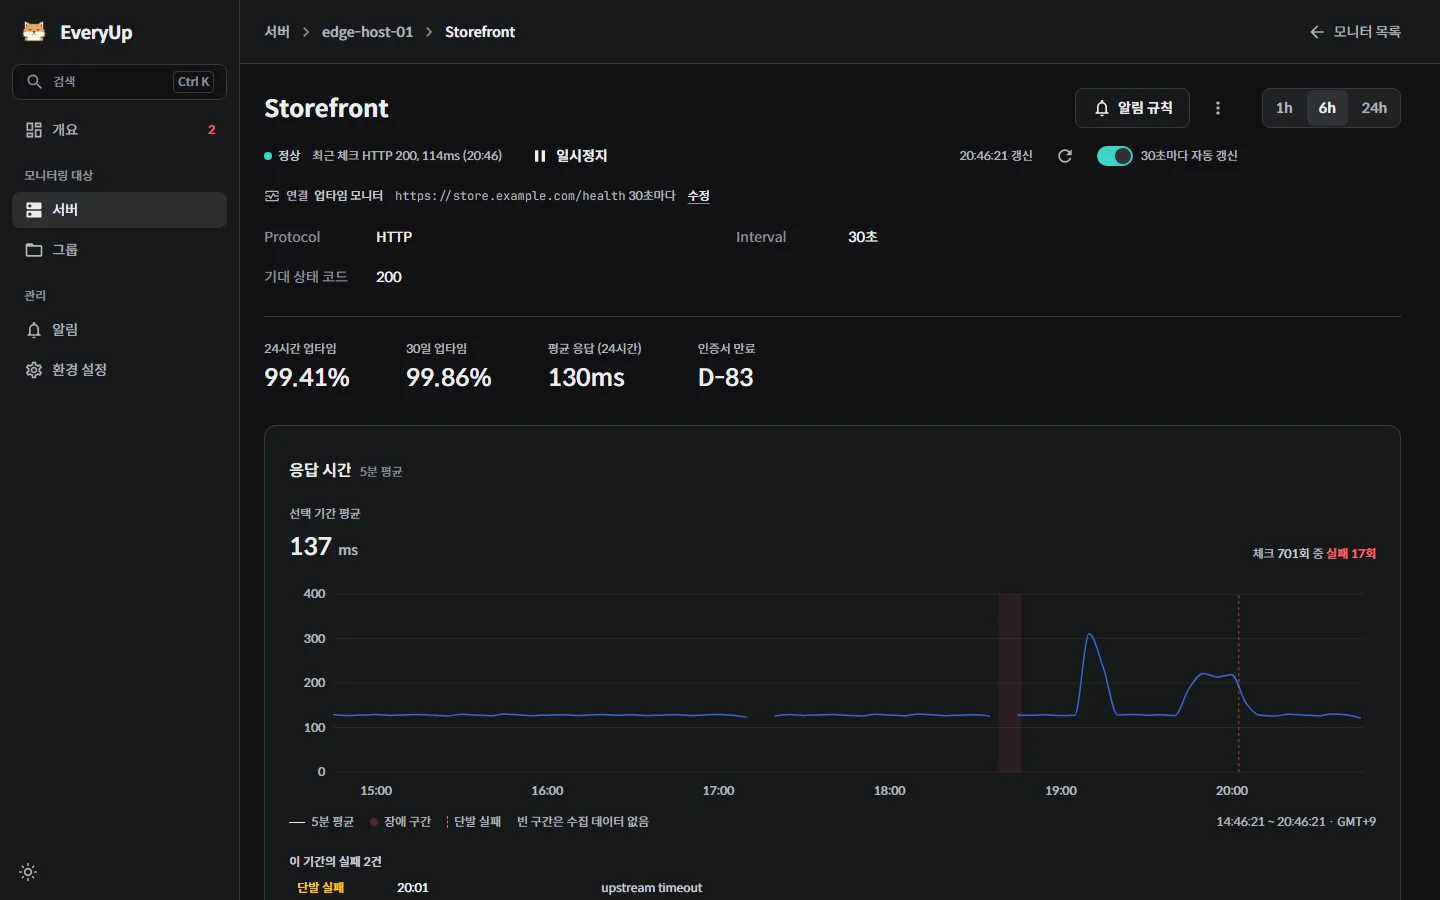 EveryUp
검색 Ctrl K
개요 2
모니터링 대상
서버
그룹
관리
알림
환경 설정
서버 > edge-host-01 > Storefront
모니터 목록
Storefront
알림 규칙
1h 6h 24h
정상 최근 체크 HTTP 200, 114ms (20:46) 일시정지
20:46:21 갱신 30초마다 자동 갱신
연결 업타임 모니터 https://store.example.com/health 30초마다 수정
Protocol HTTP Interval 30초
기대 상태 코드 200
24시간 업타임 30일 업타임 평균 응답 (24시간) 인증서 만료
99.41% 99.86% 130ms D-83
응답 시간 5분 평균
선택 기간 평균
137 ms
체크 701회 중 실패 17회
400
300
200
100
0
15:00 16:00 17:00 18:00 19:00 20:00
5분 평균 장애 구간 단발 실패 빈 구간은 수집 데이터 없음
14:46:21 ~ 20:46:21 · GMT+9
이 기간의 실패 2건
단발 실패 20:01 upstream timeout